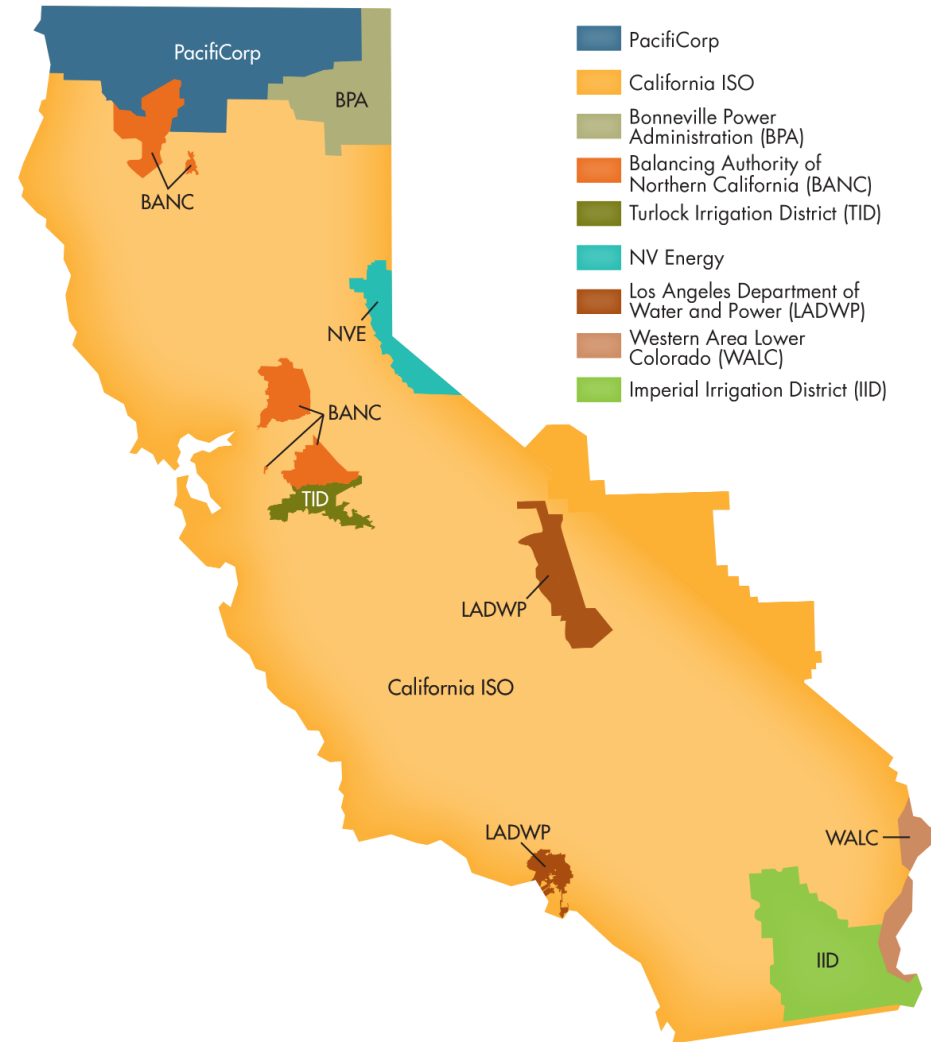 PacifiCorp
BPA
BANC
NVE
BANC
TID
LADWP
California ISO
LADWP
WALC
IID
PacifiCorp
California ISO
Bonneville Power
Administration (BPA)
Balancing Authority of
Northern California (BANC)
Turlock Irrigation District (TID)
NV Energy
Los Angeles Department of
Water and Power (LADWP)
Western Area Lower
Colorado (WALC)
Imperial Irrigation District (IID)